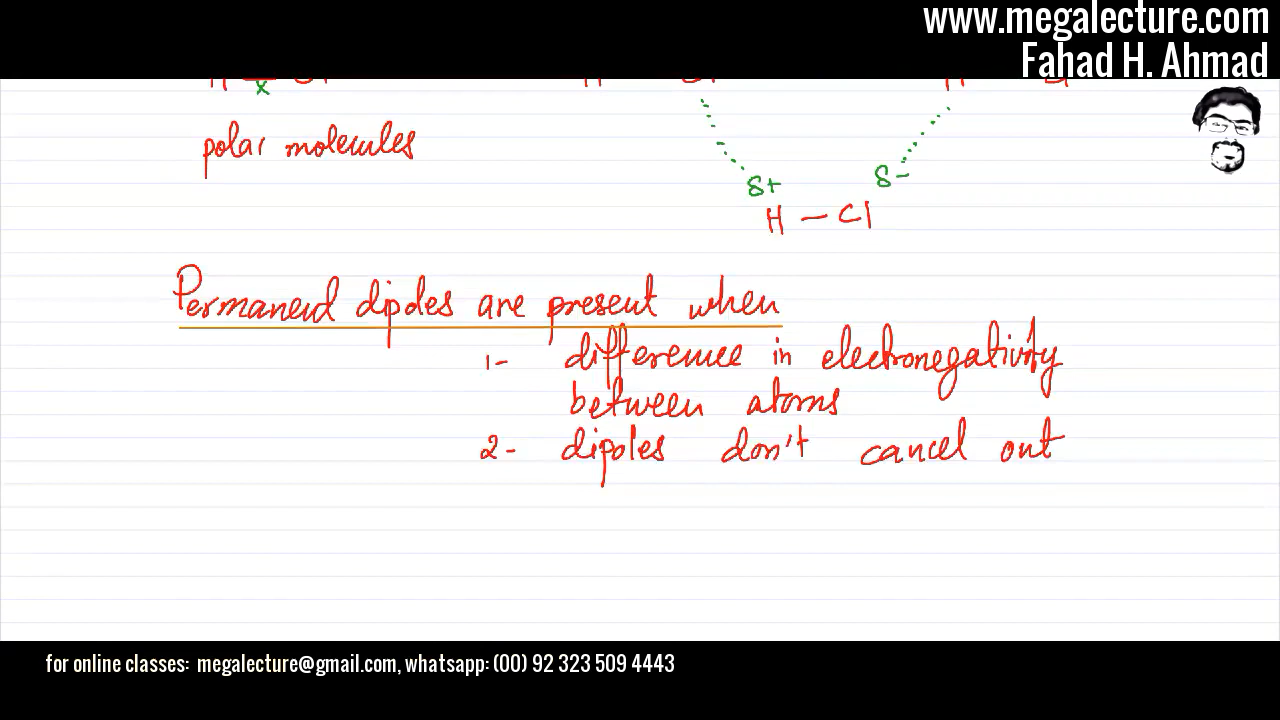 www.megalecture.com
Fahad H. Ahmad
x
polar molecules
δ+
δ-
H — Cl
Permanent dipoles are present when
1- difference in electronegativity
between atoms
2- dipoles don't cancel out
for online classes: megalecture@gmail.com, whatsapp: (00) 92 323 509 4443